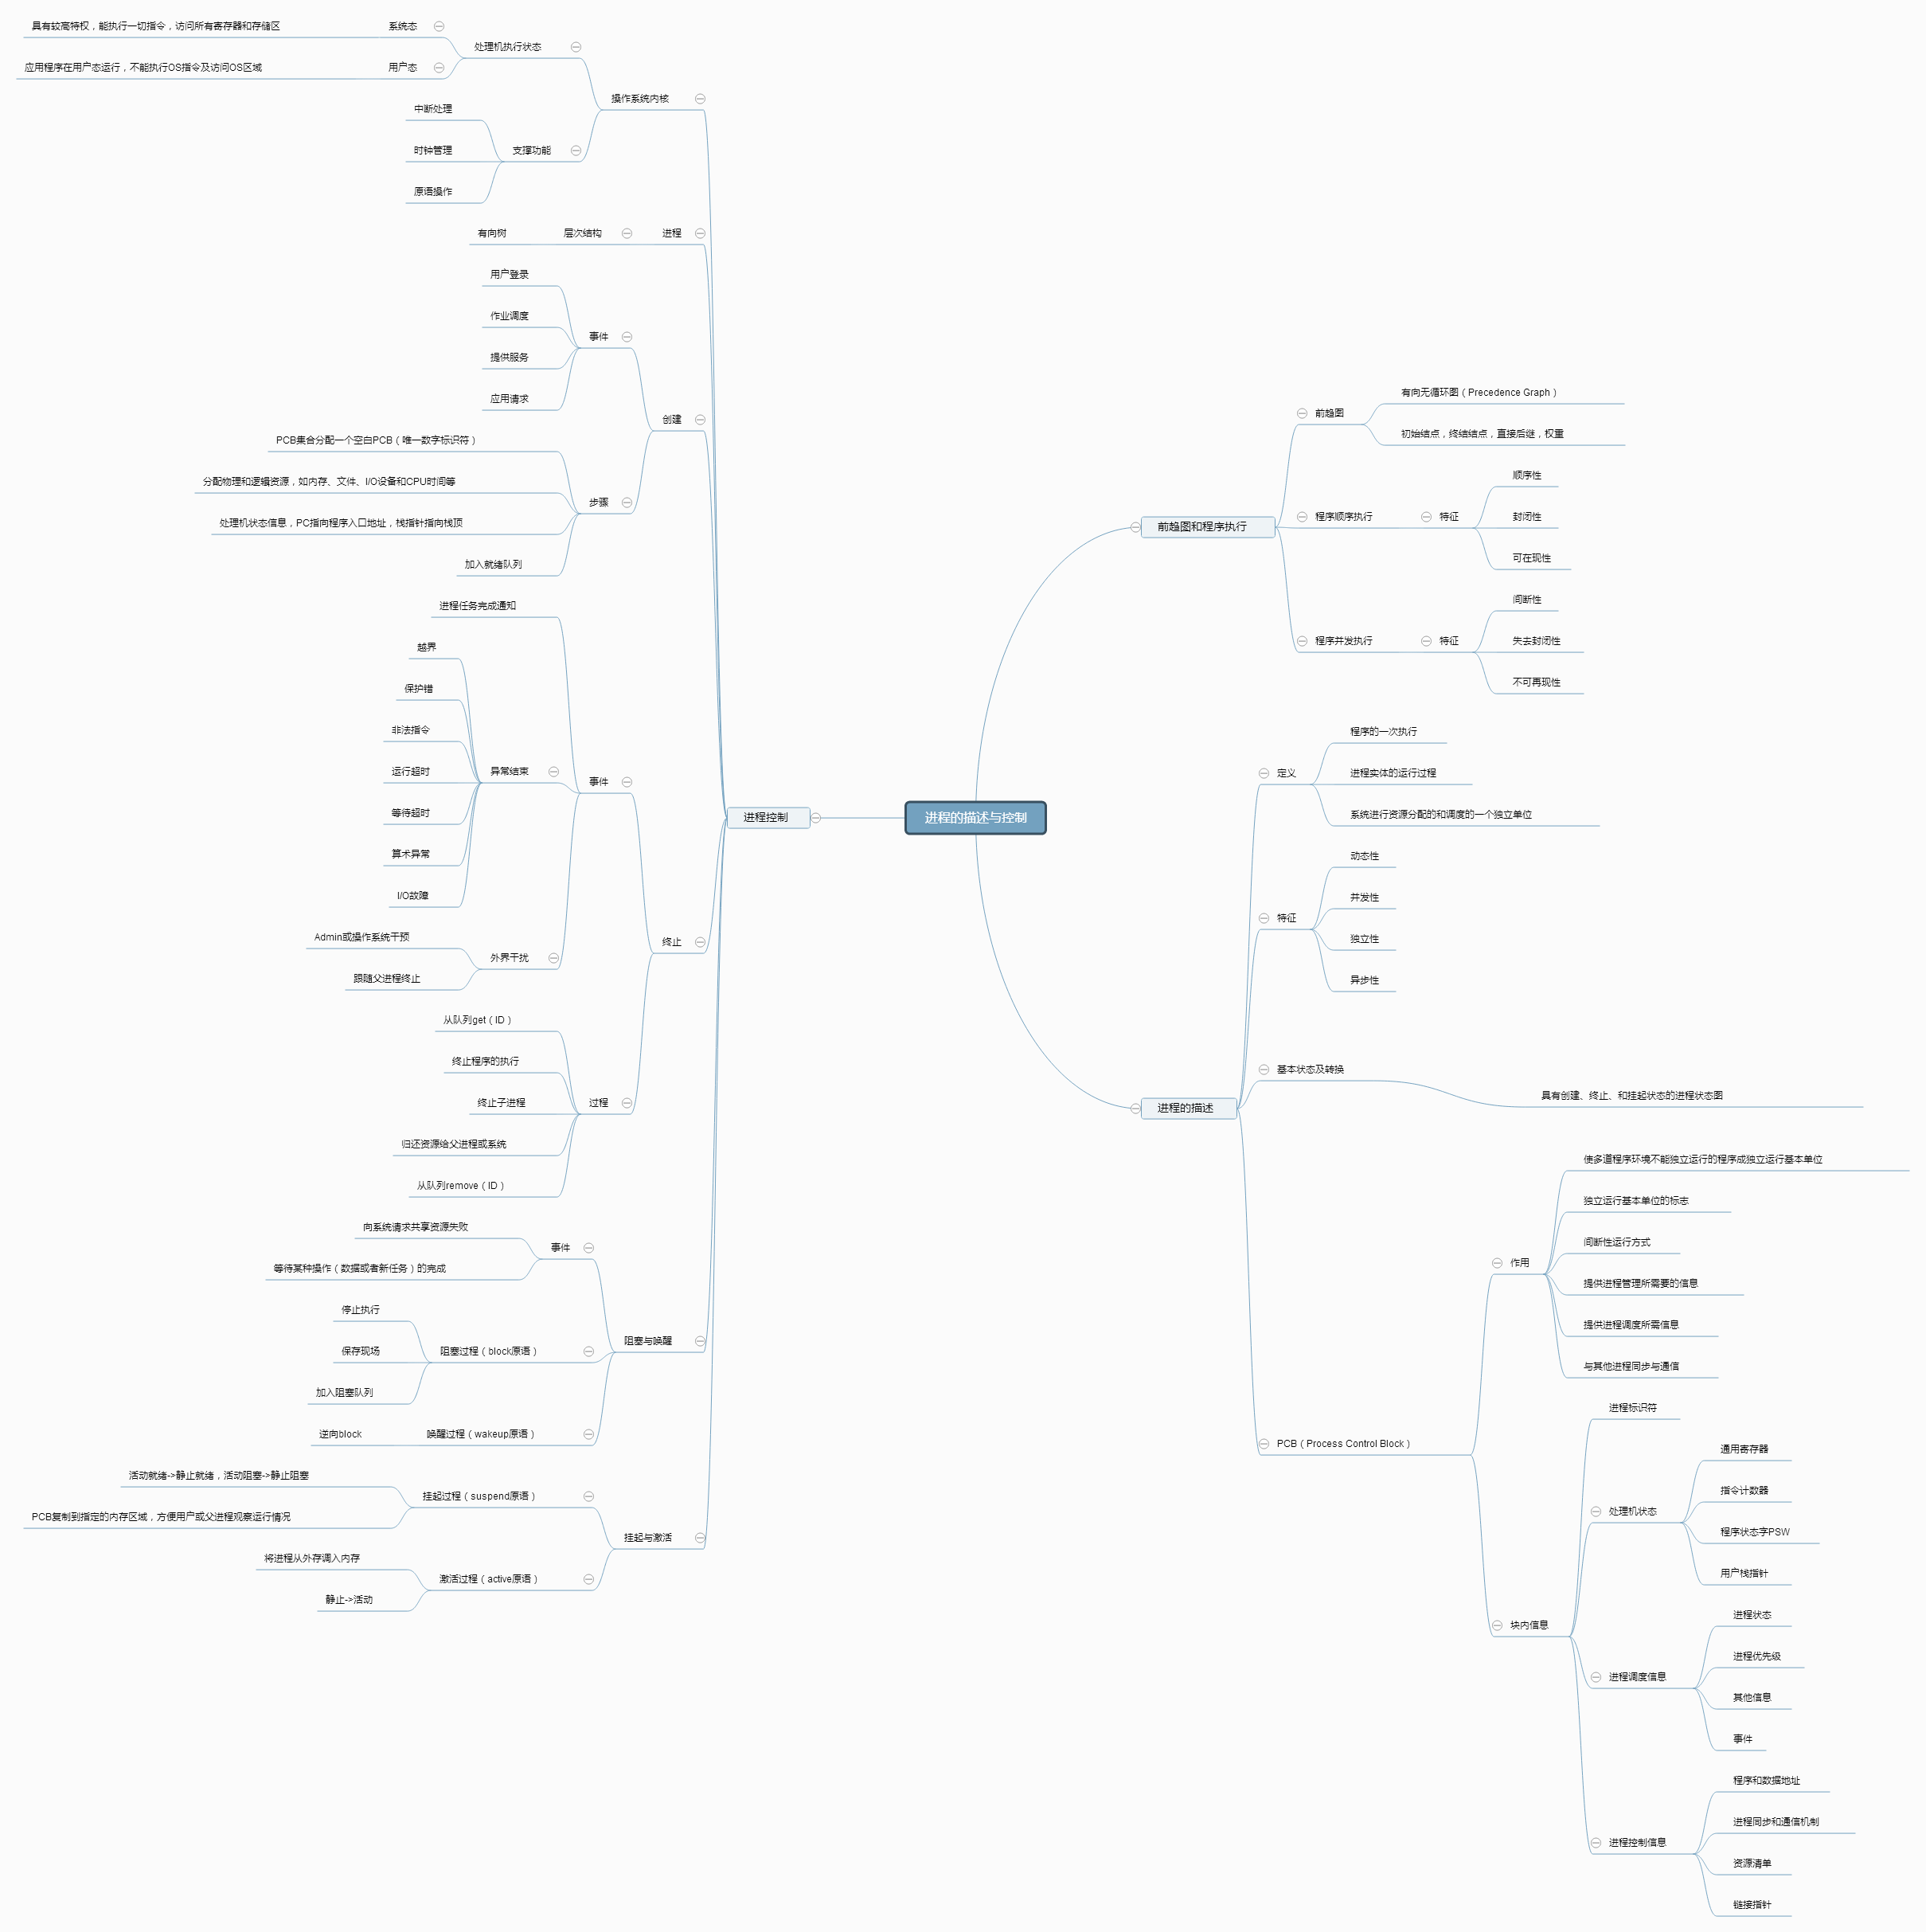 进程的描述与控制
前趋图和程序执行
前趋图
有向无循环图（Precedence Graph）
初始结点，终结结点，直接后继，权重
程序顺序执行
特征
顺序性
封闭性
可在现性
程序并发执行
特征
间断性
失去封闭性
不可再现性
进程的描述
定义
程序的一次执行
进程实体的运行过程
系统进行资源分配的和调度的一个独立单位
特征
动态性
并发性
独立性
异步性
基本状态及转换
具有创建、终止、和挂起状态的进程状态图
PCB（Process Control Block）
作用
使多道程序环境不能独立运行的程序成独立运行基本单位
独立运行基本单位的标志
间断性运行方式
提供进程管理所需要的信息
提供进程调度所需信息
与其他进程同步与通信
块内信息
进程标识符
处理机状态
通用寄存器
指令计数器
程序状态字PSW
用户栈指针
进程调度信息
进程状态
进程优先级
其他信息
事件
进程控制信息
程序和数据地址
进程同步和通信机制
资源清单
链接指针
进程控制
操作系统内核
处理机执行状态
系统态
具有较高特权，能执行一切指令，访问所有寄存器和存储区
用户态
应用程序在用户态运行，不能执行OS指令及访问OS区域
支撑功能
中断处理
时钟管理
原语操作
进程
层次结构
有向树
创建
事件
用户登录
作业调度
提供服务
应用请求
步骤
PCB集合分配一个空白PCB（唯一数字标识符）
分配物理和逻辑资源，如内存、文件、I/O设备和CPU时间等
处理机状态信息，PC指向程序入口地址，栈指针指向栈顶
加入就绪队列
终止
事件
进程任务完成通知
异常结束
越界
保护错
非法指令
运行超时
等待超时
算术异常
I/O故障
外界干扰
Admin或操作系统干预
跟随父进程终止
过程
从队列get（ID）
终止程序的执行
终止子进程
归还资源给父进程或系统
从队列remove（ID）
阻塞与唤醒
事件
向系统请求共享资源失败
等待某种操作（数据或者新任务）的完成
阻塞过程（block原语）
停止执行
保存现场
加入阻塞队列
唤醒过程（wakeup原语）
逆向block
挂起与激活
挂起过程（suspend原语）
活动就绪->静止就绪，活动阻塞->静止阻塞
PCB复制到指定的内存区域，方便用户或父进程观察运行情况
激活过程（active原语）
将进程从外存调入内存
静止->活动